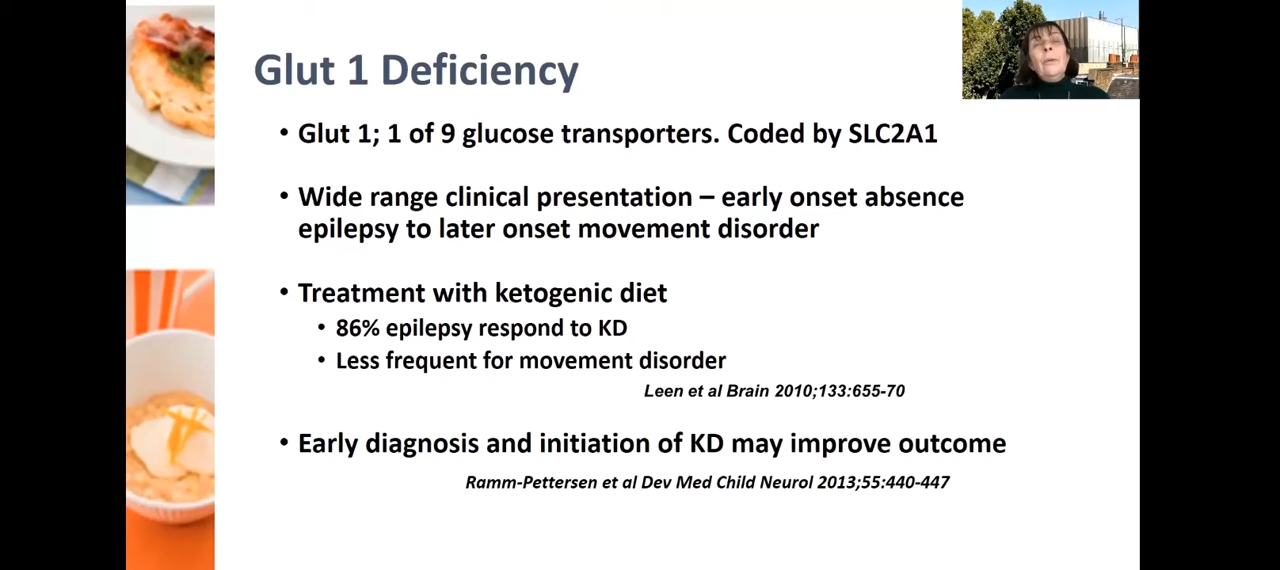 Glut 1 Deficiency
• Glut 1; 1 of 9 glucose transporters. Coded by SLC2A1
• Wide range clinical presentation – early onset absence
epilepsy to later onset movement disorder
• Treatment with ketogenic diet
• 86% epilepsy respond to KD
• Less frequent for movement disorder
Leen et al Brain 2010;133:655-70
• Early diagnosis and initiation of KD may improve outcome
Ramm-Pettersen et al Dev Med Child Neurol 2013;55:440-447